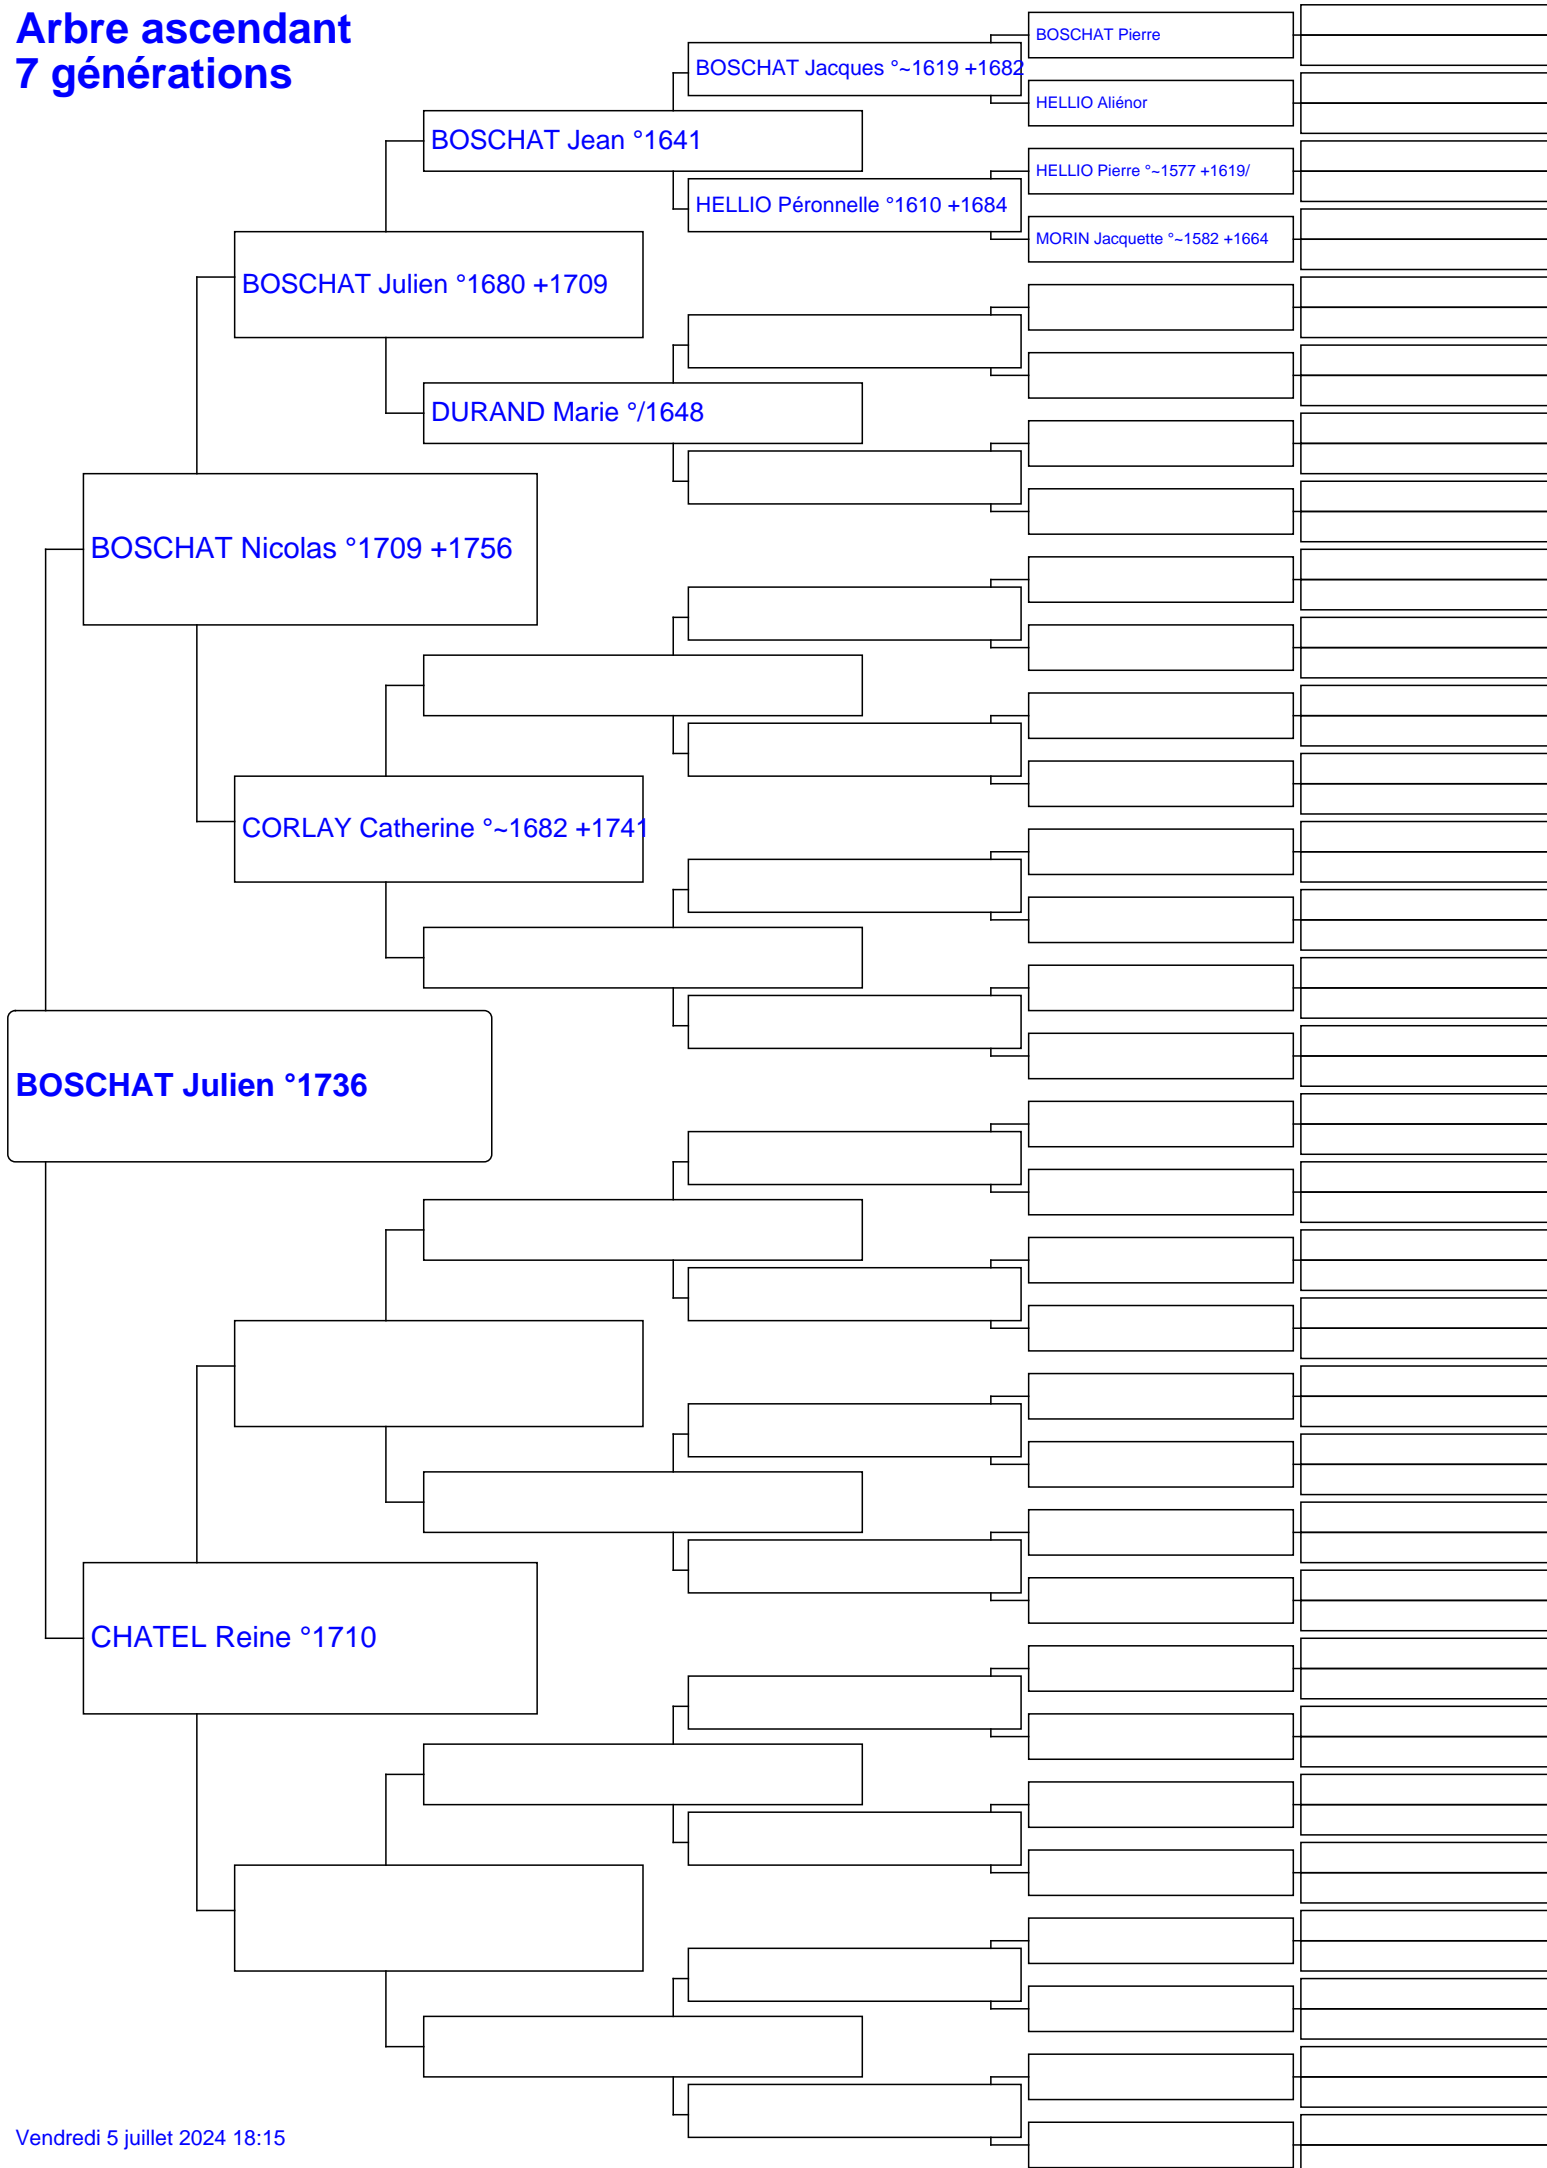 Arbre ascendant
7 générations
BOSCHAT Pierre
BOSCHAT Jacques °~1619 +1682
HELLIO Aliénor
BOSCHAT Jean °1641
HELLIO Pierre °~1577 +1619/
HELLIO Péronnelle °1610 +1684
MORIN Jacquette °~1582 +1664
BOSCHAT Julien °1680 +1709
DURAND Marie °/1648
BOSCHAT Nicolas °1709 +1756
CORLAY Catherine °~1682 +1741
BOSCHAT Julien °1736
CHATEL Reine °1710
Vendredi 5 juillet 2024 18:15